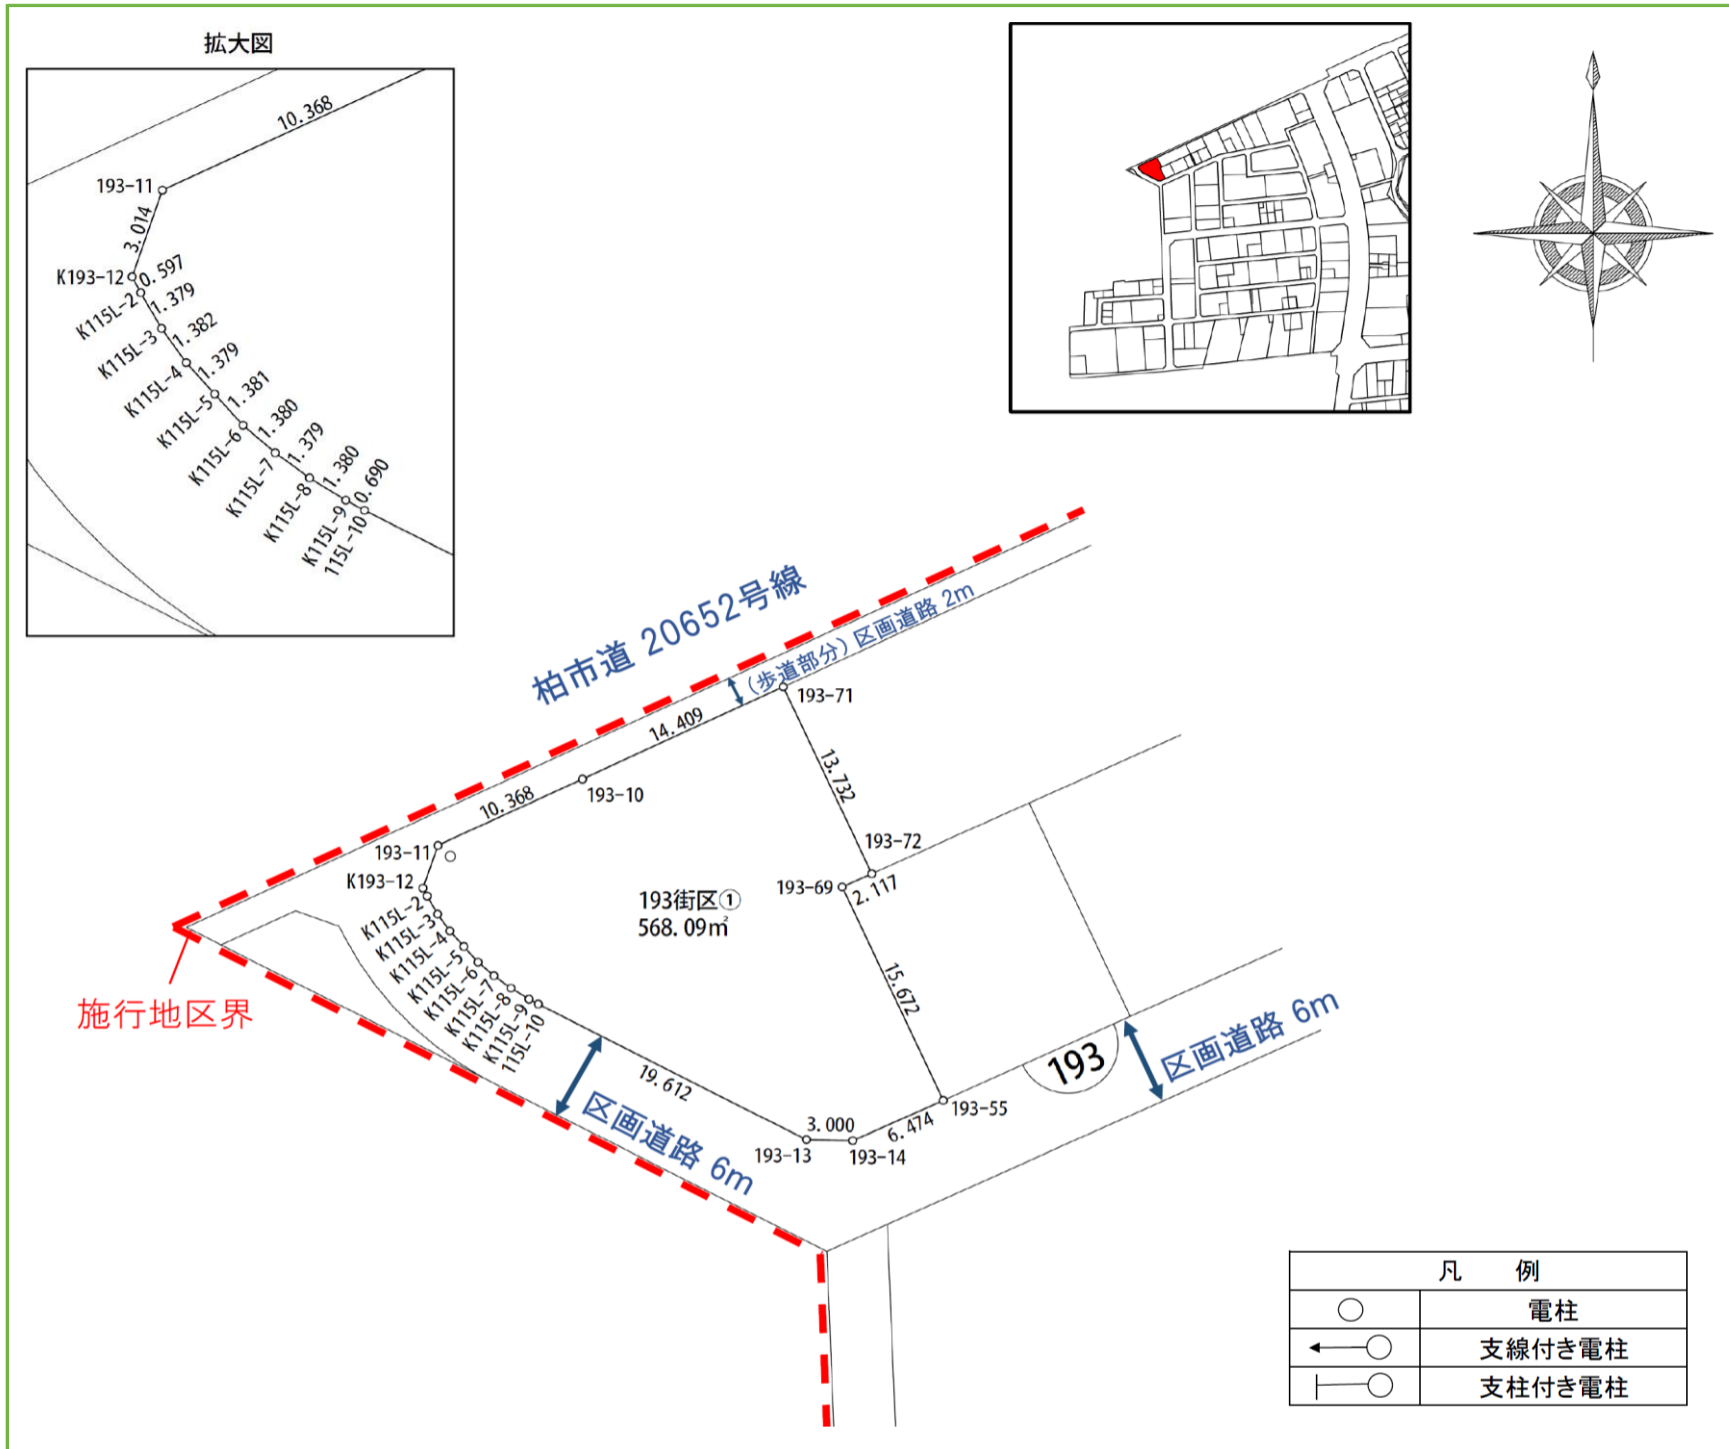 拡大図
10.368
193-11
3.014
K193-12
0.597
K115L-2
1.379
K115L-3
1.382
K115L-4
1.379
K115L-5
1.381
K115L-6
1.380
K115L-7
1.379
K115L-8
1.380
K115L-9
0.690
115L-10
柏市道 20652号線
(歩道部分) 区画道路 2m
193-71
14.409
13.732
193-10
10.368
193-11
193-72
K193-12
193-69
2.117
193街区①
568.09㎡
K115L-2
K115L-3
K115L-4
K115L-5
K115L-6
K115L-7
K115L-8
K115L-9
115L-10
15.672
施行地区界
19.612
区画道路 6m
193
区画道路 6m
193-55
3.000
6.474
193-13
193-14
凡 例
電柱
支線付き電柱
支柱付き電柱